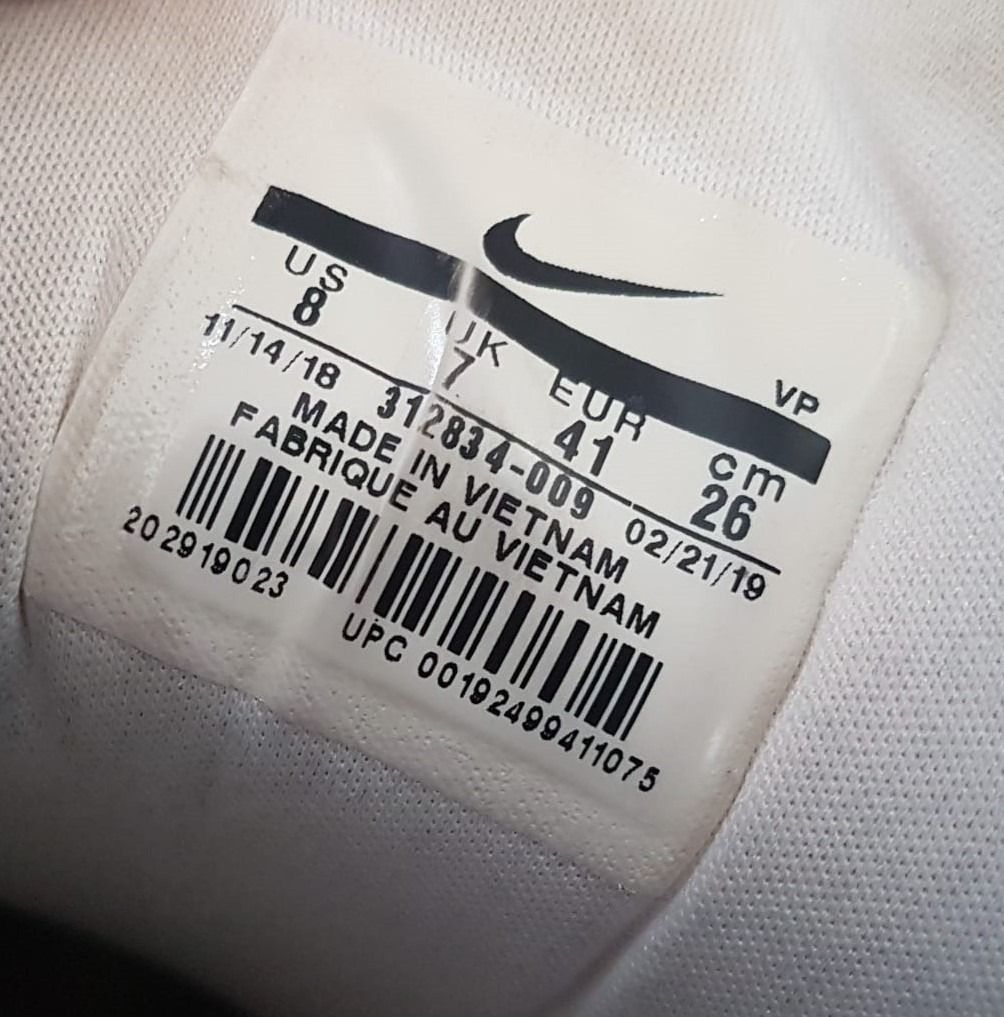 VP
US UK EUR cm
8 7 41 26
11/14/18 312834-009 02/21/19
MADE IN VIETNAM
FABRIQUE AU VIETNAM
202919023
UPC 00192499411075